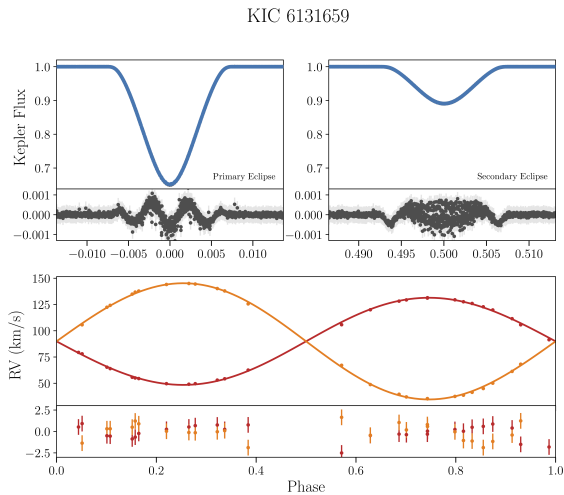 KIC 6131659
Kepler Flux
1.0
0.9
0.8
0.7
Primary Eclipse
0.001
0.000
−0.001
−0.010 −0.005 0.000 0.005 0.010
1.0
0.9
0.8
0.7
Secondary Eclipse
0.001
0.000
−0.001
0.490 0.495 0.500 0.505 0.510
RV (km/s)
150
125
100
75
50
2.5
0.0
−2.5
0.0 0.2 0.4 0.6 0.8 1.0
Phase